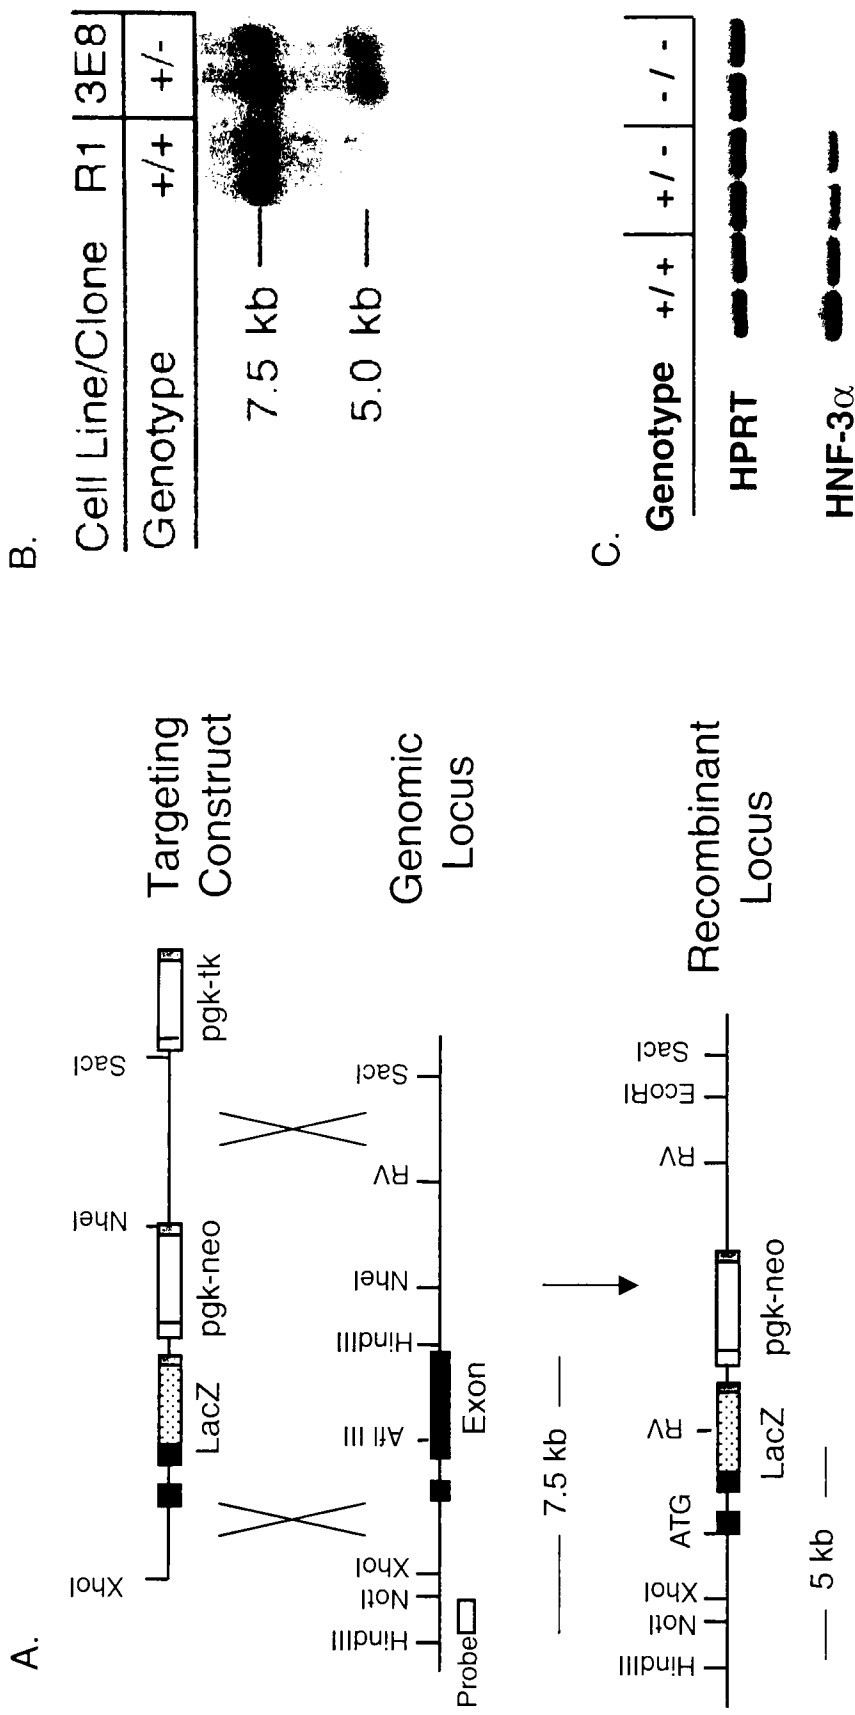 A.
XhoI
NheI
SacI
LacZ
pgk-neo
pgk-tk
Targeting
Construct
HindIII
NotI
XhoI
Afl III
HindIII
NheI
RV
SacI
Probe
Exon
Genomic
Locus
7.5 kb
HindIII
NotI
XhoI
ATG
RV
RV
EcoRI
SacI
LacZ
pgk-neo
5 kb
Recombinant
Locus
B.
Cell Line/Clone R1 3E8
Genotype +/+ +/-
7.5 kb
5.0 kb
C.
Genotype +/+ +/- -/-
HPRT
HNF-3α